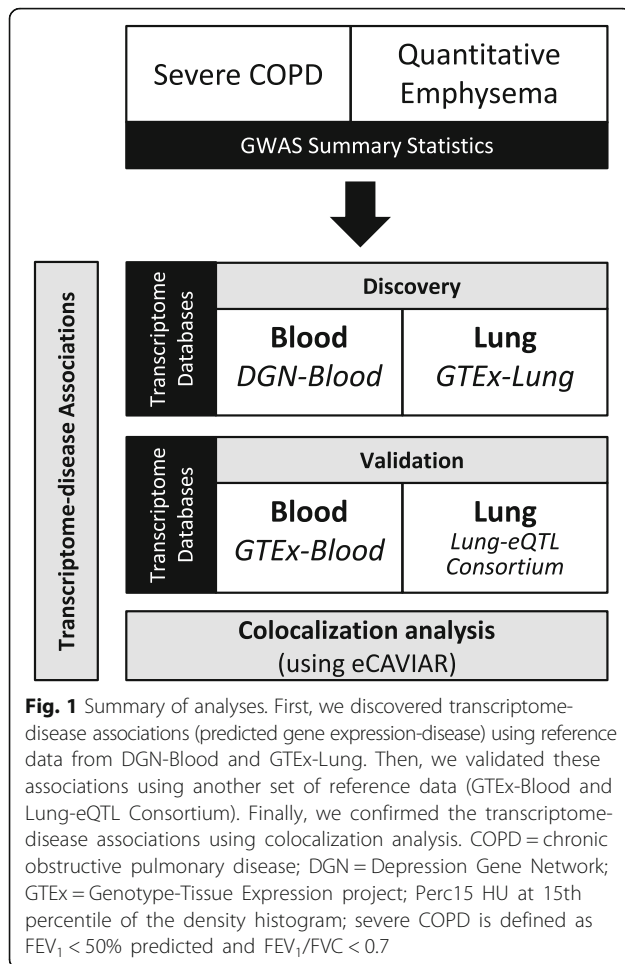 Severe COPD
Quantitative
Emphysema
GWAS Summary Statistics
Transcriptome-disease Associations
Transcriptome
Databases
Discovery
Blood
DGN-Blood
Lung
GTEx-Lung
Transcriptome
Databases
Validation
Blood
GTEx-Blood
Lung
Lung-eQTL
Consortium
Colocalization analysis
(using eCAVIAR)
Fig. 1 Summary of analyses. First, we discovered transcriptome-
disease associations (predicted gene expression-disease) using reference
data from DGN-Blood and GTEx-Lung. Then, we validated these
associations using another set of reference data (GTEx-Blood and
Lung-eQTL Consortium). Finally, we confirmed the transcriptome-
disease associations using colocalization analysis. COPD = chronic
obstructive pulmonary disease; DGN = Depression Gene Network;
GTEx = Genotype-Tissue Expression project; Perc15 HU at 15th
percentile of the density histogram; severe COPD is defined as
FEV₁ < 50% predicted and FEV₁/FVC < 0.7